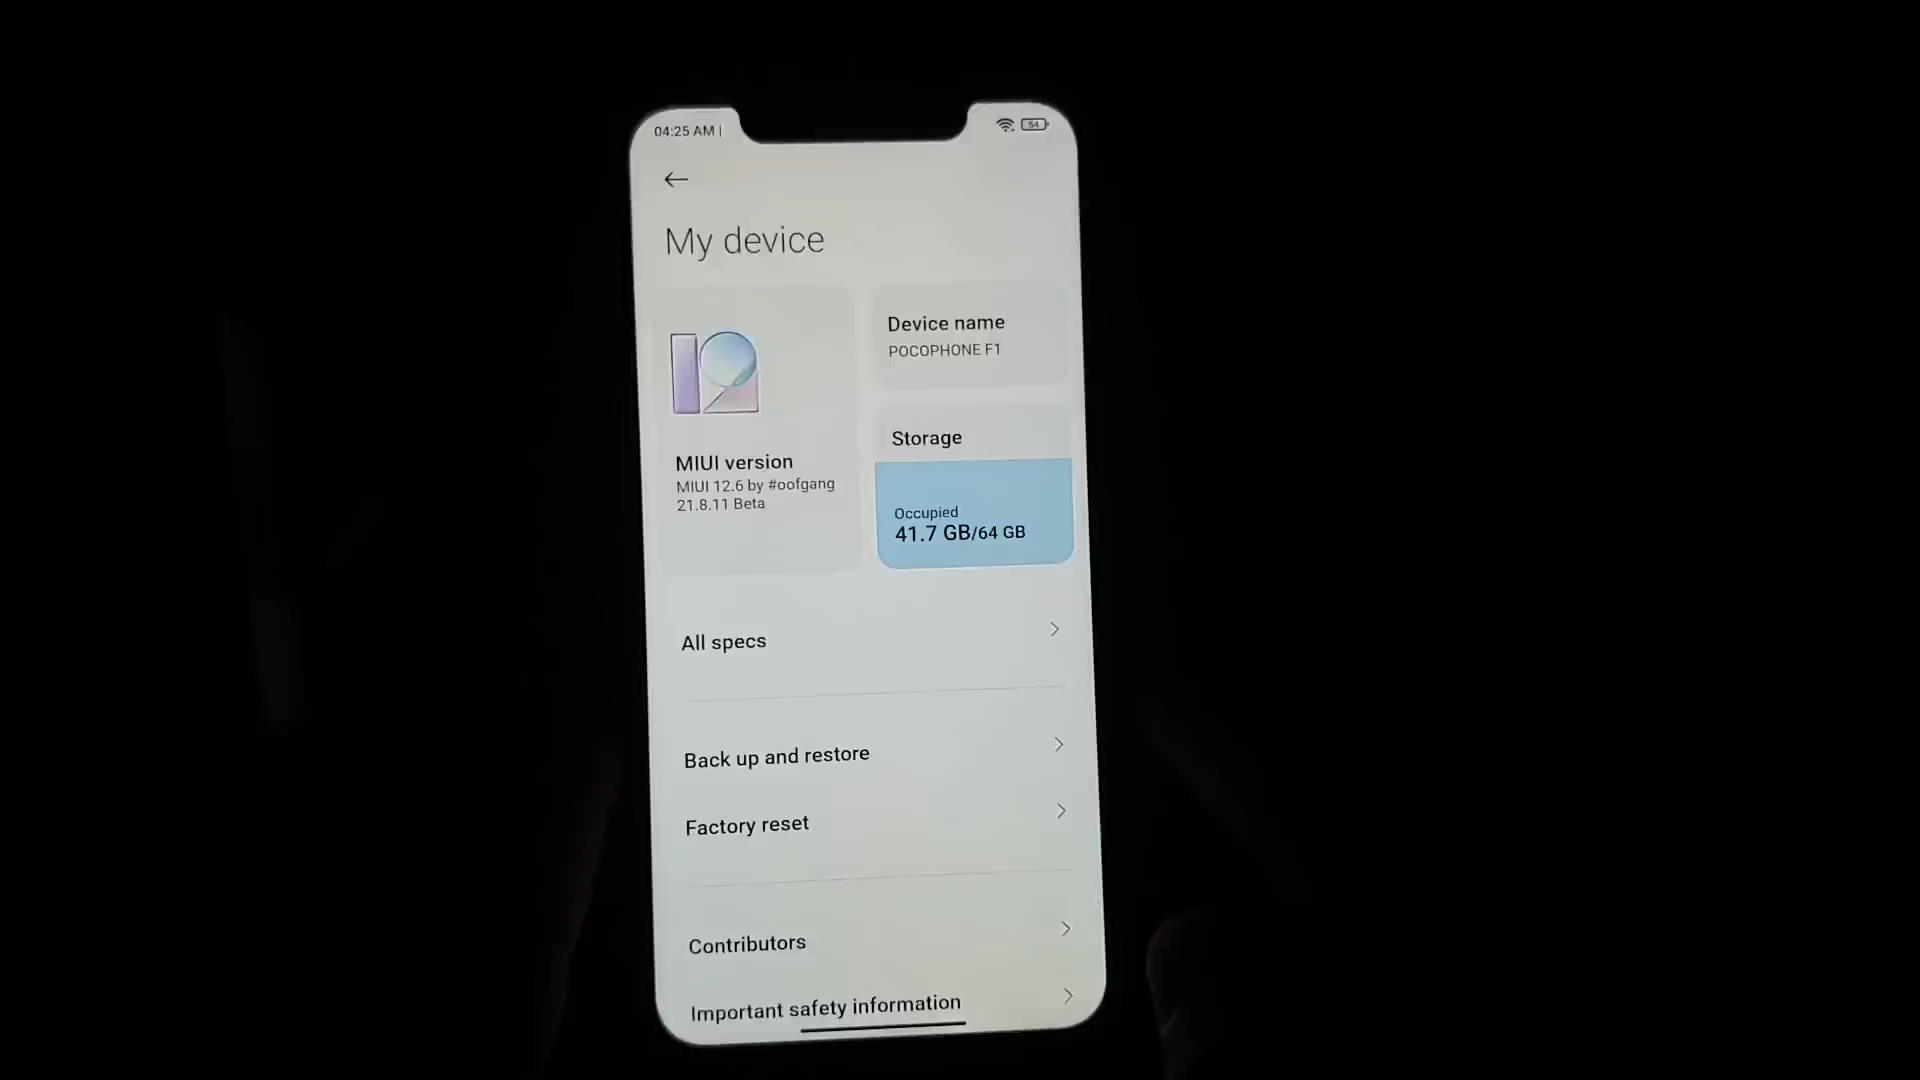 04:25 AM |
54
My device
12
MIUI version
MIUI 12.6 by #oofgang
21.8.11 Beta
Device name
POCOPHONE F1
Storage
Occupied
41.7 GB/64 GB
All specs
Back up and restore
Factory reset
Contributors
Important safety information